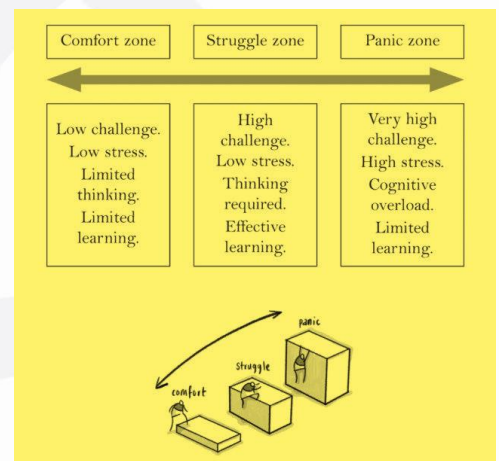 Comfort zone
Struggle zone
Panic zone
Low challenge.
Low stress.
Limited
thinking.
Limited
learning.
High
challenge.
Low stress.
Thinking
required.
Effective
learning.
Very high
challenge.
High stress.
Cognitive
overload.
Limited
learning.
comfort
struggle
panic